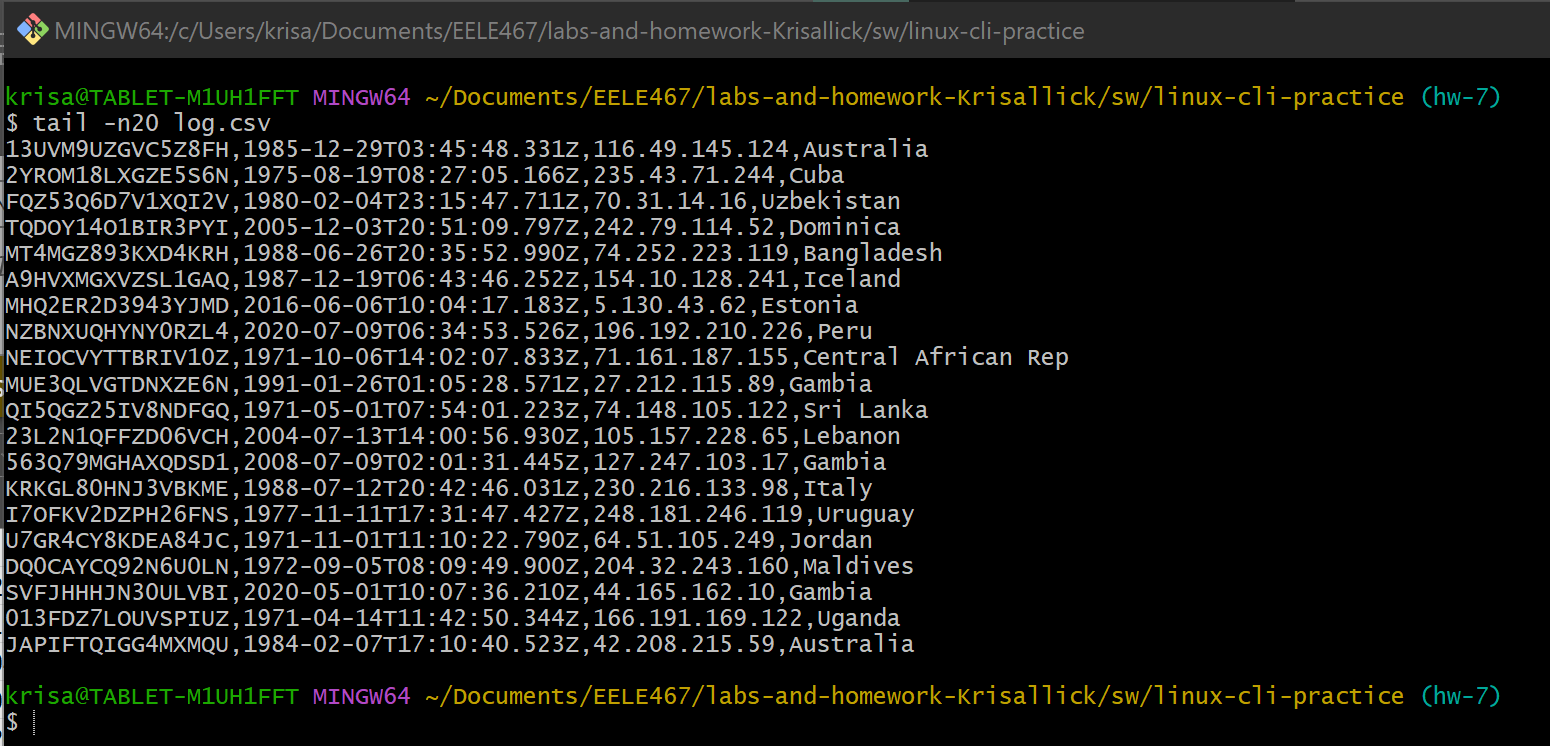 MINGW64:/c/Users/krisa/Documents/EELE467/labs-and-homework-Krisallick/sw/linux-cli-practice
krisa@TABLET-M1UH1FFT MINGW64 ~/Documents/EELE467/labs-and-homework-Krisallick/sw/linux-cli-practice (hw-7)
$ tail -n20 log.csv
13UVM9UZGVC5Z8FH,1985-12-29T03:45:48.331Z,116.49.145.124,Australia
2YROM18LXGZE5S6N,1975-08-19T08:27:05.166Z,235.43.71.244,Cuba
FQZ53Q6D7V1XQI2V,1980-02-04T23:15:47.711Z,70.31.14.16,Uzbekistan
TQDOY14O1BIR3PYI,2005-12-03T20:51:09.797Z,242.79.114.52,Dominica
MT4MGZ893KXD4KRH,1988-06-26T20:35:52.990Z,74.252.223.119,Bangladesh
A9HVXMGXVZSL1GAQ,1987-12-19T06:43:46.252Z,154.10.128.241,Iceland
MHQ2ER2D3943YJMD,2016-06-06T10:04:17.183Z,5.130.43.62,Estonia
NZBNXUQHYNY0RZL4,2020-07-09T06:34:53.526Z,196.192.210.226,Peru
NEIOCVYTTBRIV1OZ,1971-10-06T14:02:07.833Z,71.161.187.155,Central African Rep
MUE3QLVGTDNXZE6N,1991-01-26T01:05:28.571Z,27.212.115.89,Gambia
QI5QGZ25IV8NDFGQ,1971-05-01T07:54:01.223Z,74.148.105.122,Sri Lanka
23L2N1QFFZD06VCH,2004-07-13T14:00:56.930Z,105.157.228.65,Lebanon
563Q79MGHAXQDSD1,2008-07-09T02:01:31.445Z,127.247.103.17,Gambia
KRKGL8OHNJ3VBKME,1988-07-12T20:42:46.031Z,230.216.133.98,Italy
I7OFKV2DZPH26FNS,1977-11-11T17:31:47.427Z,248.181.246.119,Uruguay
U7GR4CY8KDEA84JC,1971-11-01T11:10:22.790Z,64.51.105.249,Jordan
DQ0CAYCQ92N6U0LN,1972-09-05T08:09:49.900Z,204.32.243.160,Maldives
SVFJHHHJN3OULVBI,2020-05-01T10:07:36.210Z,44.165.162.10,Gambia
O13FDZ7LOUVSPIUZ,1971-04-14T11:42:50.344Z,166.191.169.122,Uganda
JAPIFTQIGG4MXMQU,1984-02-07T17:10:40.523Z,42.208.215.59,Australia
krisa@TABLET-M1UH1FFT MINGW64 ~/Documents/EELE467/labs-and-homework-Krisallick/sw/linux-cli-practice (hw-7)
$